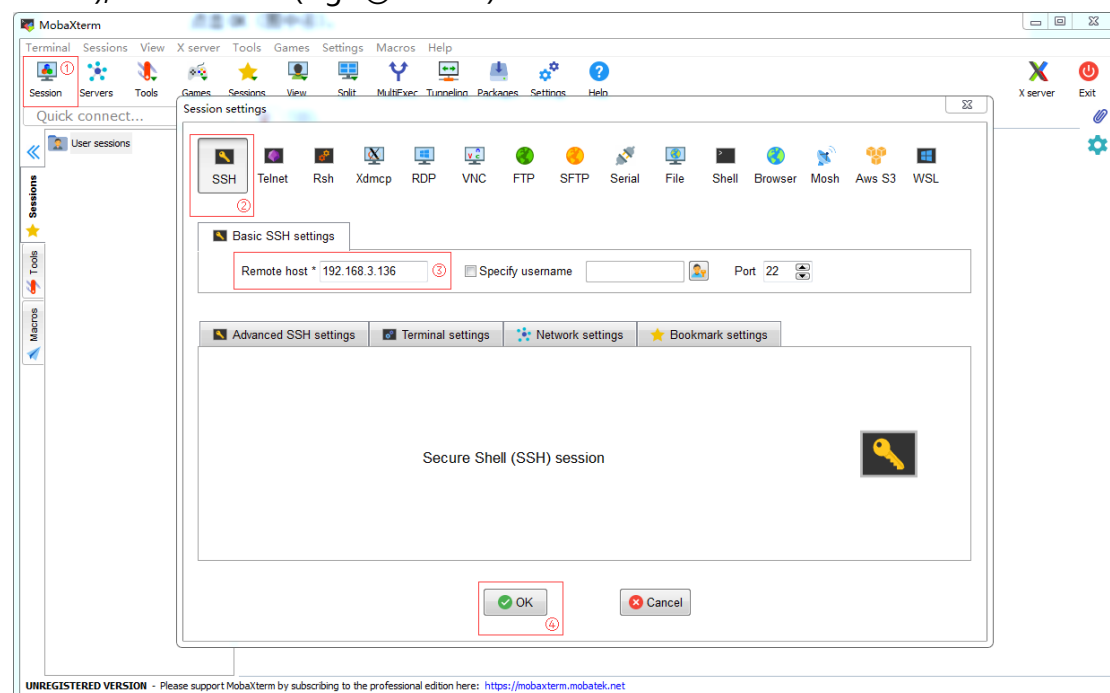 MobaXterm
Terminal Sessions View X server Tools Games Settings Macros Help
①
Session Servers Tools Games Sessions View Split MultiExec Tunneling Packages Settings Help X server Exit
Quick connect...
Session settings
User sessions
Sessions
Tools
Macros
SSH Telnet Rsh Xdmcp RDP VNC FTP SFTP Serial File Shell Browser Mosh Aws S3 WSL
②
Basic SSH settings
Remote host * 192.168.3.136 ③ Specify username Port 22
Advanced SSH settings Terminal settings Network settings Bookmark settings
Secure Shell (SSH) session
OK Cancel
④
UNREGISTERED VERSION - Please support MobaXterm by subscribing to the professional edition here: https://mobaxterm.mobatek.net